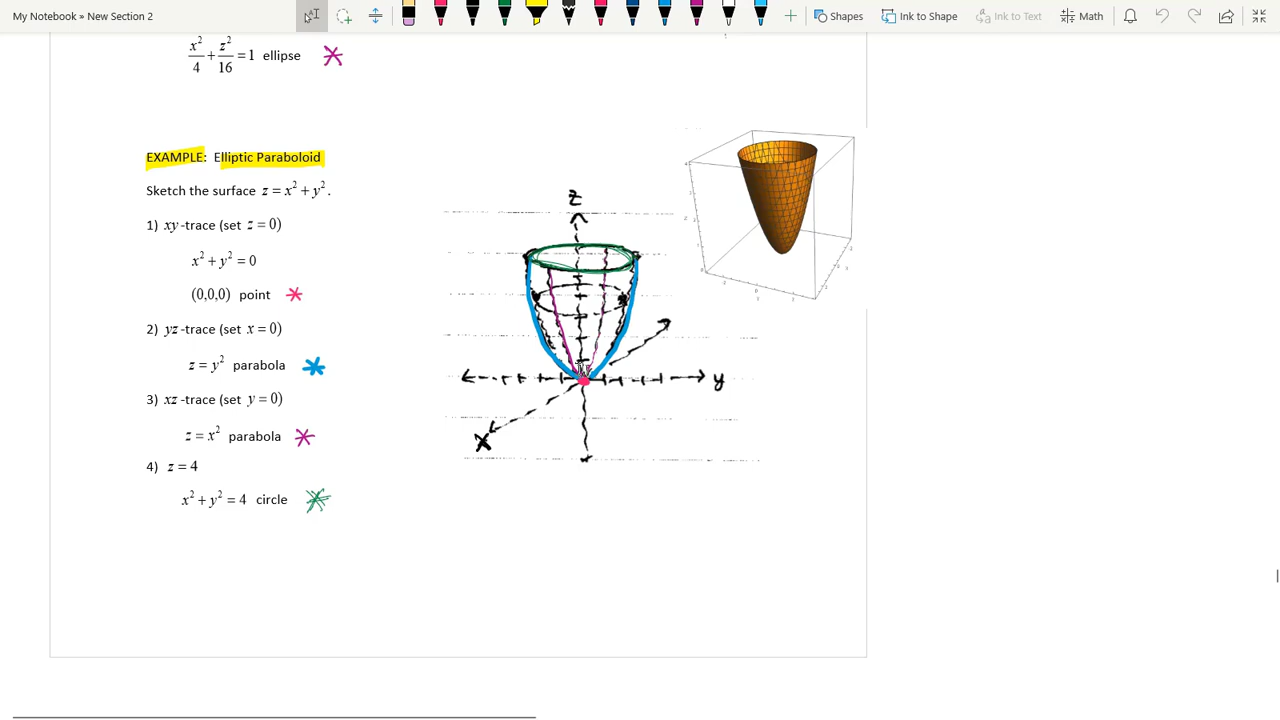 My Notebook » New Section 2
Shapes
Ink to Shape
Ink to Text
Math
x²/4 + z²/16 = 1 ellipse
EXAMPLE: Elliptic Paraboloid
Sketch the surface z = x² + y².
1) xy-trace (set z = 0)
x² + y² = 0
(0,0,0) point
2) yz-trace (set x = 0)
z = y² parabola
3) xz-trace (set y = 0)
z = x² parabola
4) z = 4
x² + y² = 4 circle
z
y
x